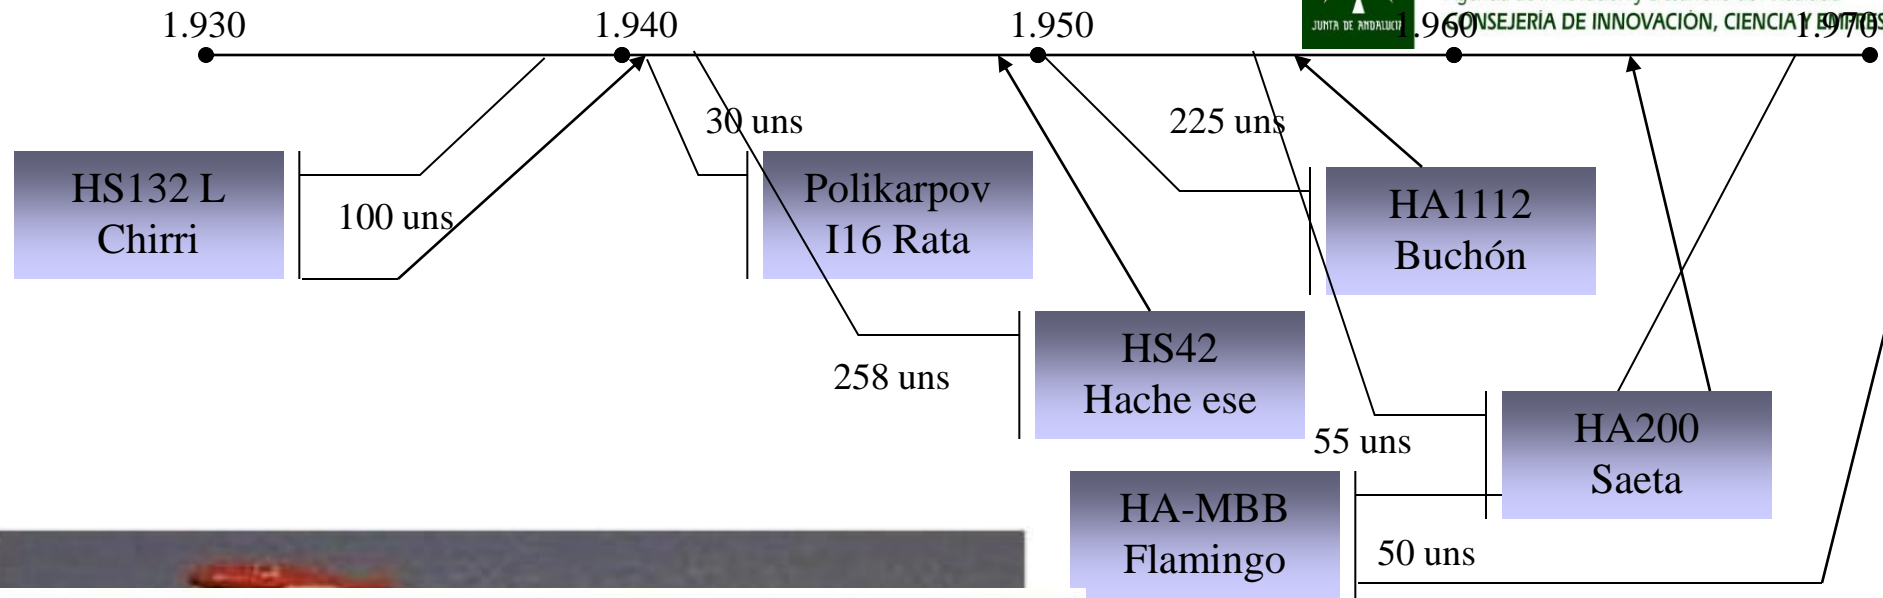 JUNTA DE ANDALUCIA
CONSEJERÍA DE INNOVACIÓN, CIENCIA Y EMPRES
1.930
1.940
1.950
1.960
1.970
30 uns
225 uns
HS132 L
Chirri
100 uns
Polikarpov
I16 Rata
HA1112
Buchón
HS42
Hache ese
258 uns
55 uns
HA200
Saeta
HA-MBB
Flamingo
50 uns